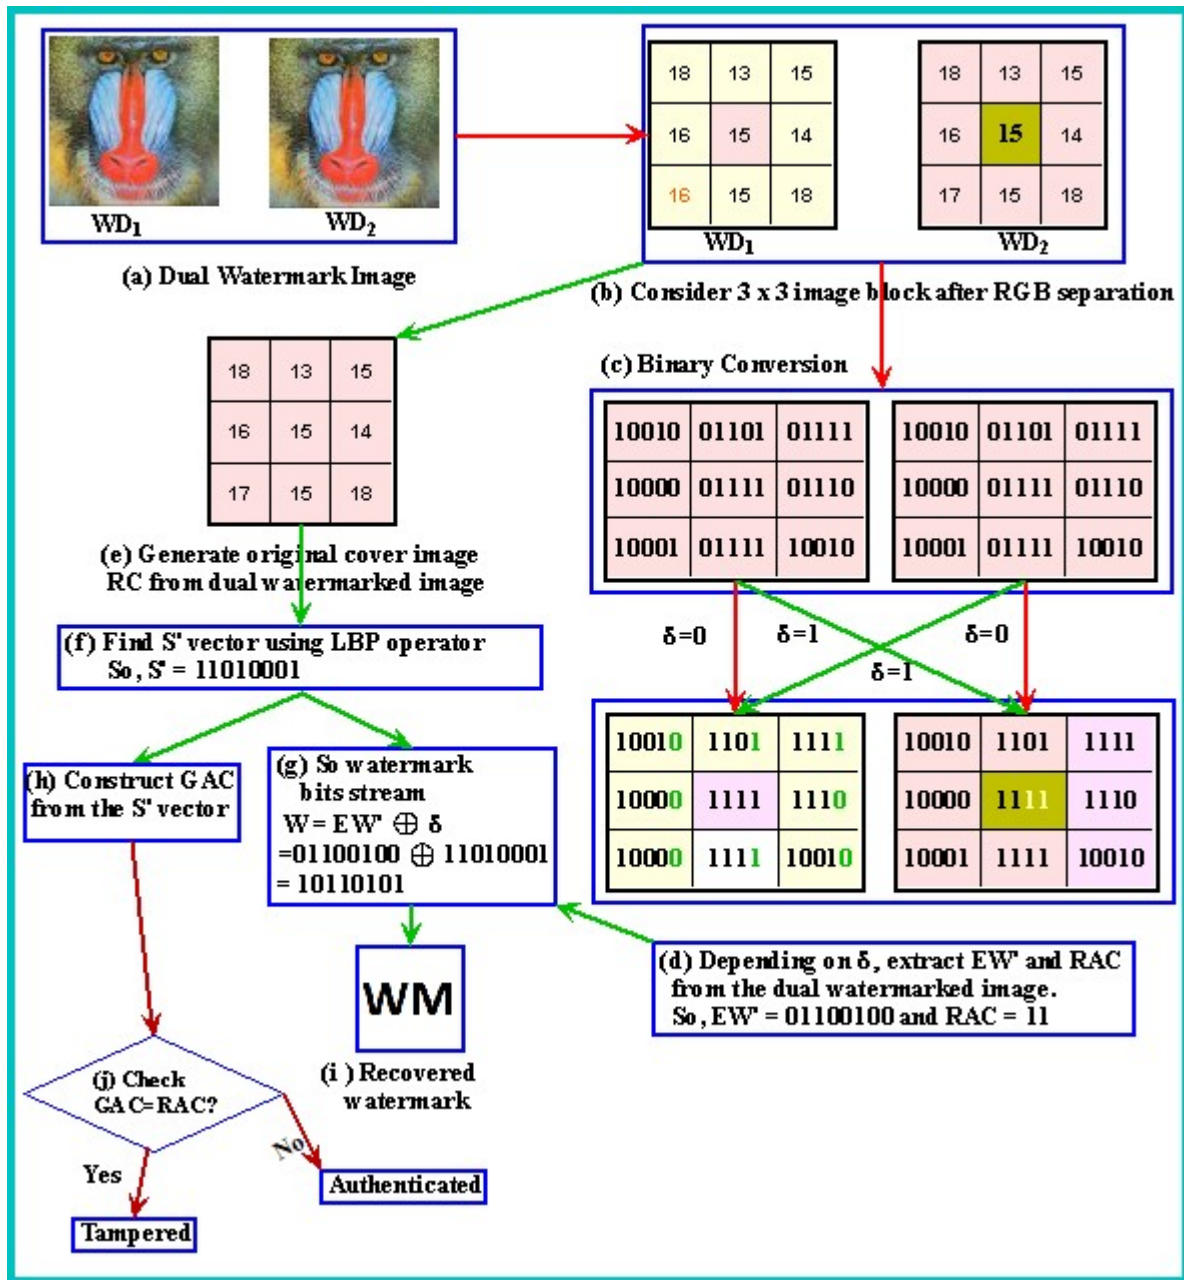 WD1 WD2
(a) Dual Watermark Image
18 13 15
16 15 14
16 15 18
WD1
18 13 15
16 15 14
17 15 18
WD2
(b) Consider 3 x 3 image block after RGB separation
(c) Binary Conversion
10010 01101 01111
10000 01111 01110
10001 01111 10010
10010 01101 01111
10000 01111 01110
10001 01111 10010
18 13 15
16 15 14
17 15 18
(e) Generate original cover image
RC from dual watermarked image
(f) Find S' vector using LBP operator
So, S' = 11010001
δ=0 δ=1 δ=0
δ=1
10010 1101 1111
10000 1111 1110
10000 1111 10010
10010 1101 1111
10000 1111 1110
10001 1111 10010
(h) Construct GAC
from the S' vector
(g) So watermark
bits stream
W = EW' ⊕ δ
=01100100 ⊕ 11010001
= 10110101
(d) Depending on δ, extract EW' and RAC
from the dual watermarked image.
So, EW' = 01100100 and RAC = 11
WM
(i ) Recovered
watermark
(j) Check
GAC=RAC?
No
Yes
Authenticated
Tampered